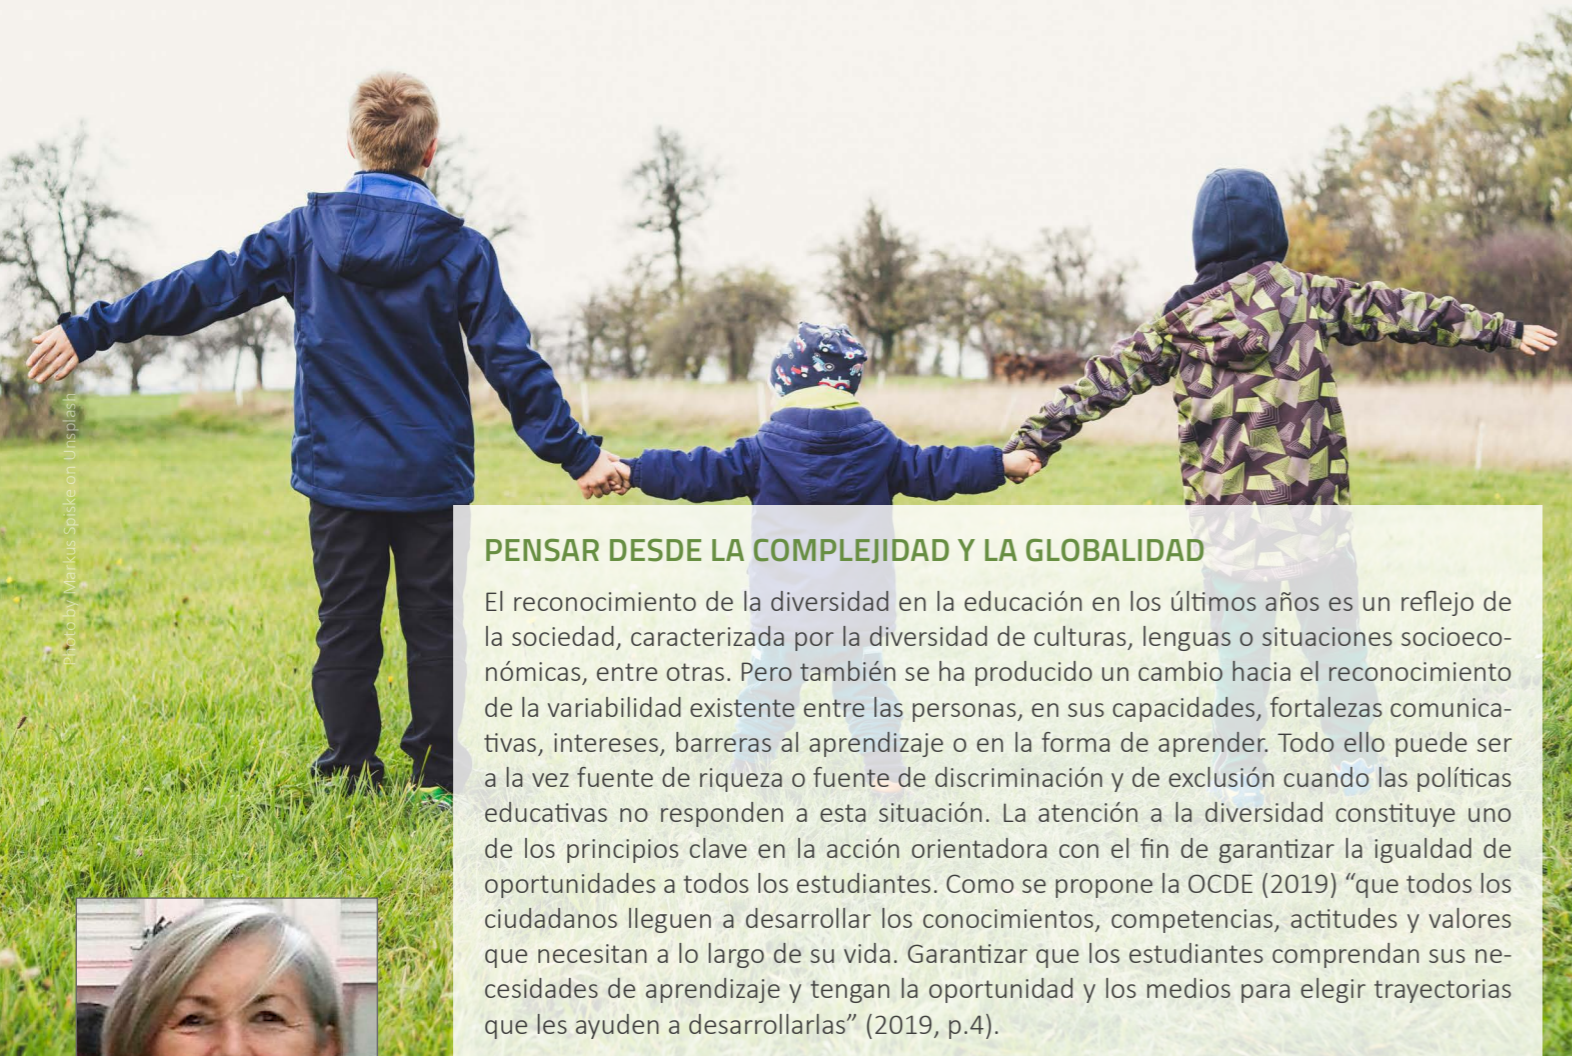 Photo by Markus Spiske on Unsplash
PENSAR DESDE LA COMPLEJIDAD Y LA GLOBALIDAD
El reconocimiento de la diversidad en la educación en los últimos años es un reflejo de
la sociedad, caracterizada por la diversidad de culturas, lenguas o situaciones socioeco-
nómicas, entre otras. Pero también se ha producido un cambio hacia el reconocimiento
de la variabilidad existente entre las personas, en sus capacidades, fortalezas comunica-
tivas, intereses, barreras al aprendizaje o en la forma de aprender. Todo ello puede ser
a la vez fuente de riqueza o fuente de discriminación y de exclusión cuando las políticas
educativas no responden a esta situación. La atención a la diversidad constituye uno
de los principios clave en la acción orientadora con el fin de garantizar la igualdad de
oportunidades a todos los estudiantes. Como se propone la OCDE (2019) “que todos los
ciudadanos lleguen a desarrollar los conocimientos, competencias, actitudes y valores
que necesitan a lo largo de su vida. Garantizar que los estudiantes comprendan sus ne-
cesidades de aprendizaje y tengan la oportunidad y los medios para elegir trayectorias
que les ayuden a desarrollarlas” (2019, p.4).